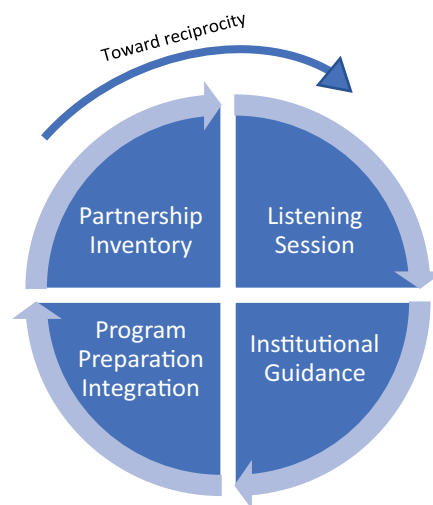 Toward reciprocity
Partnership
Inventory
Listening
Session
Program
Preparation
Integration
Institutional
Guidance